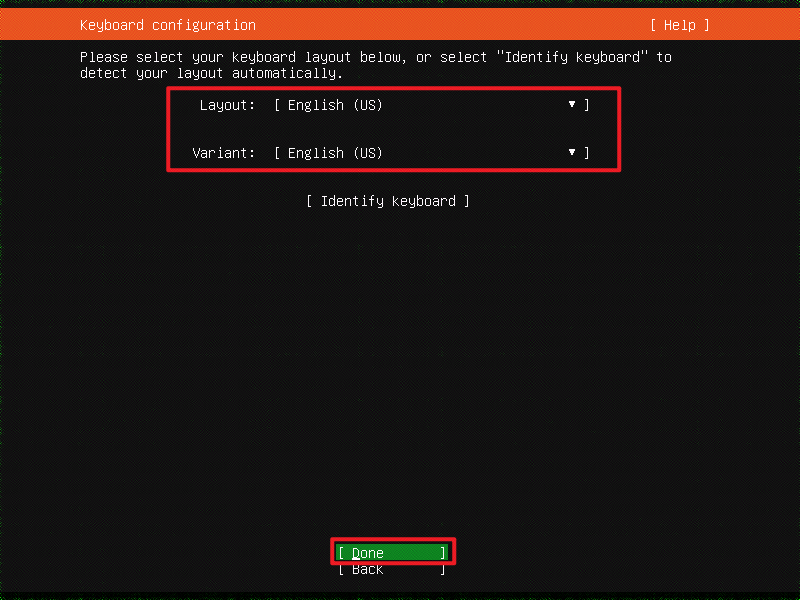 Keyboard configuration [ Help ]
Please select your keyboard layout below, or select "Identify keyboard" to
detect your layout automatically.
Layout: [ English (US) ▼ ]
Variant: [ English (US) ▼ ]
[ Identify keyboard ]
[ Done ]
[ Back ]